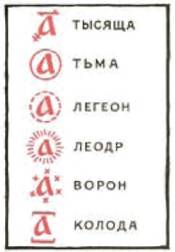 а ТЫСЯЩА
а ТЬМА
а ЛЕГЕОН
а ЛЕОДР
а ВОРОН
а КОЛОДА